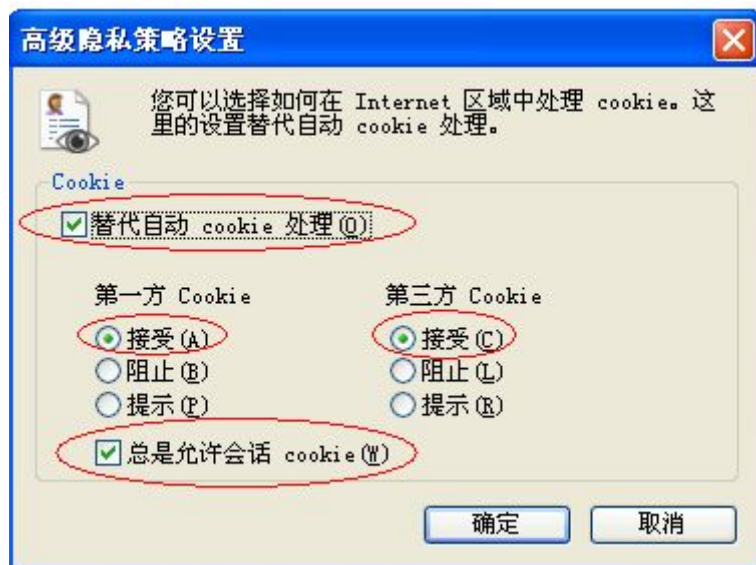 高级隐私策略设置
您可以选择如何在 Internet 区域中处理 cookie。这
里的设置替代自动 cookie 处理。
Cookie
替代自动 cookie 处理(O)
第一方 Cookie 第三方 Cookie
接受(A) 接受(C)
阻止(B) 阻止(L)
提示(P) 提示(R)
总是允许会话 cookie(W)
确定 取消